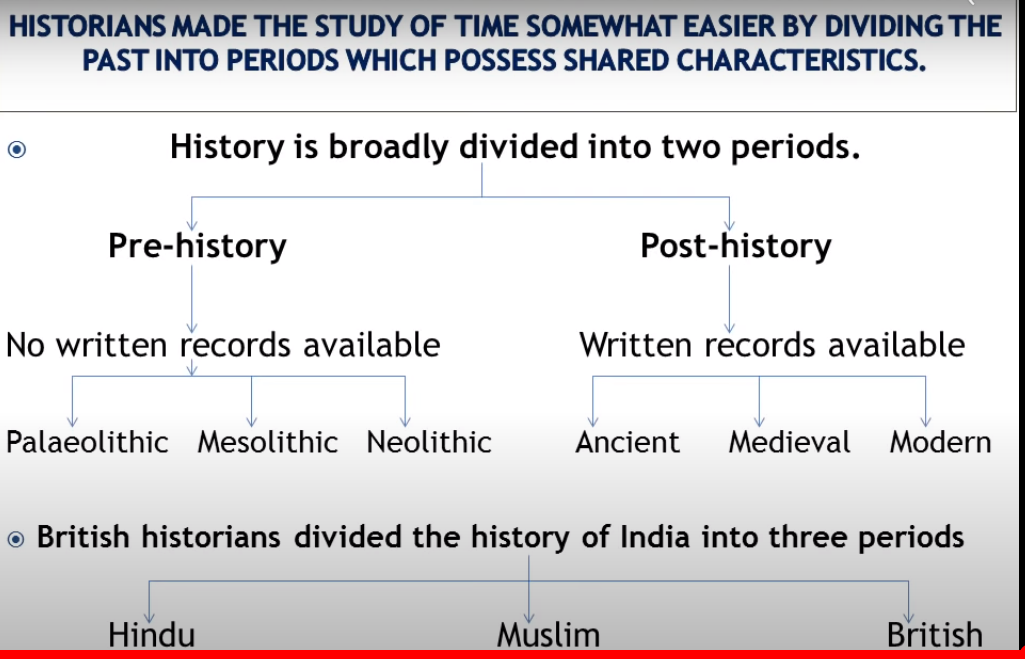 HISTORIANS MADE THE STUDY OF TIME SOMEWHAT EASIER BY DIVIDING THE
PAST INTO PERIODS WHICH POSSESS SHARED CHARACTERISTICS.
History is broadly divided into two periods.
Pre-history Post-history
No written records available Written records available
Palaeolithic Mesolithic Neolithic Ancient Medieval Modern
British historians divided the history of India into three periods
Hindu Muslim British